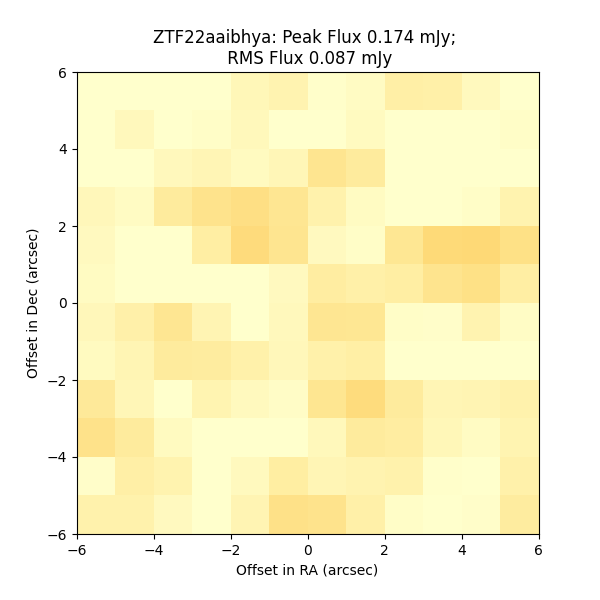 ZTF22aaibhya: Peak Flux 0.174 mJy;
RMS Flux 0.087 mJy
6
4
2
0
−2
−4
−6
Offset in Dec (arcsec)
−6 −4 −2 0 2 4 6
Offset in RA (arcsec)